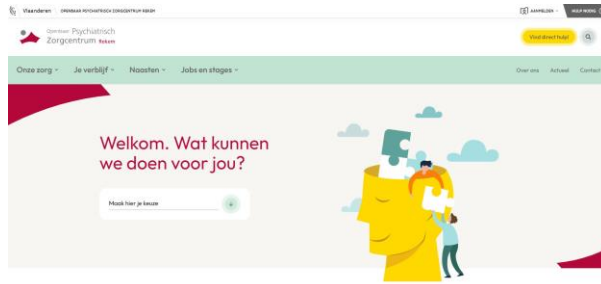 Vlaanderen
OPENBAAR PSYCHIATRISCH ZORGCENTRUM REKEM
AANMELDEN
HULP NODIG
Openbaar Psychiatrisch
Zorgcentrum Rekem
Vind direct hulp!
Onze zorg
Je verblijf
Naasten
Jobs en stages
Over ons
Actueel
Contact
Welkom. Wat kunnen
we doen voor jou?
Maak hier je keuze